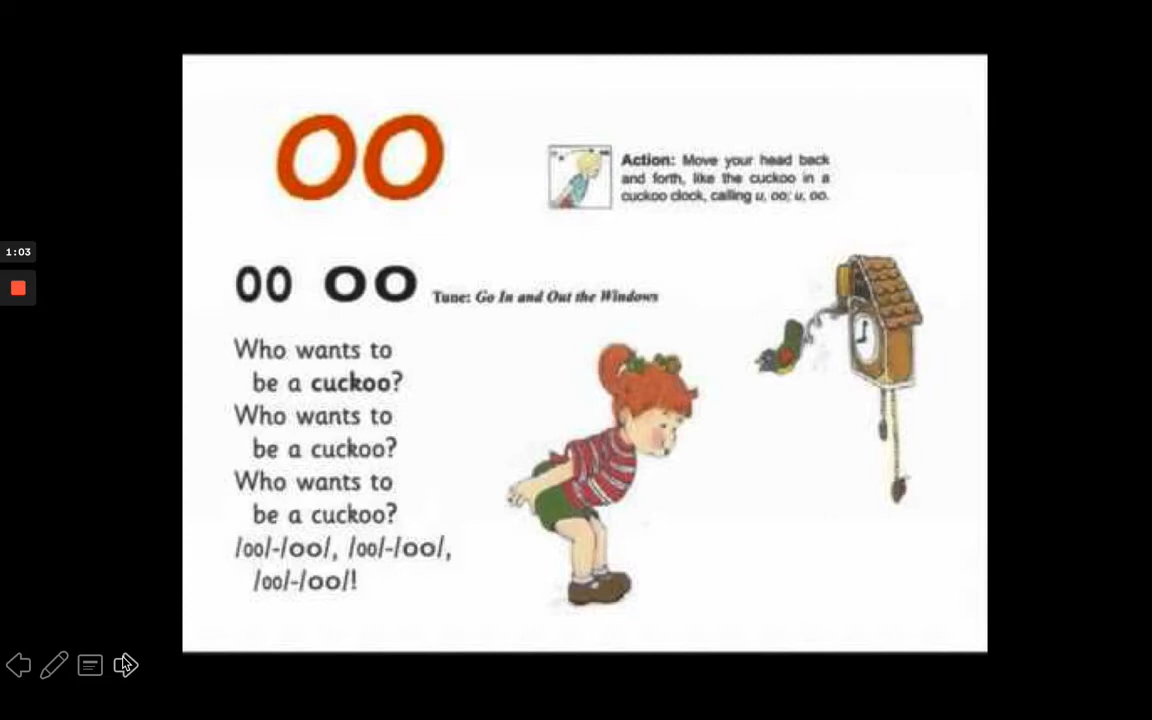 oo
Action: Move your head back
and forth, like the cuckoo in a
cuckoo clock, calling u, oo; u, oo.
1:03
oo oo Tune: Go In and Out the Windows
Who wants to
be a cuckoo?
Who wants to
be a cuckoo?
Who wants to
be a cuckoo?
/oo/-/oo/, /oo/-/oo/,
/oo/-/oo/!